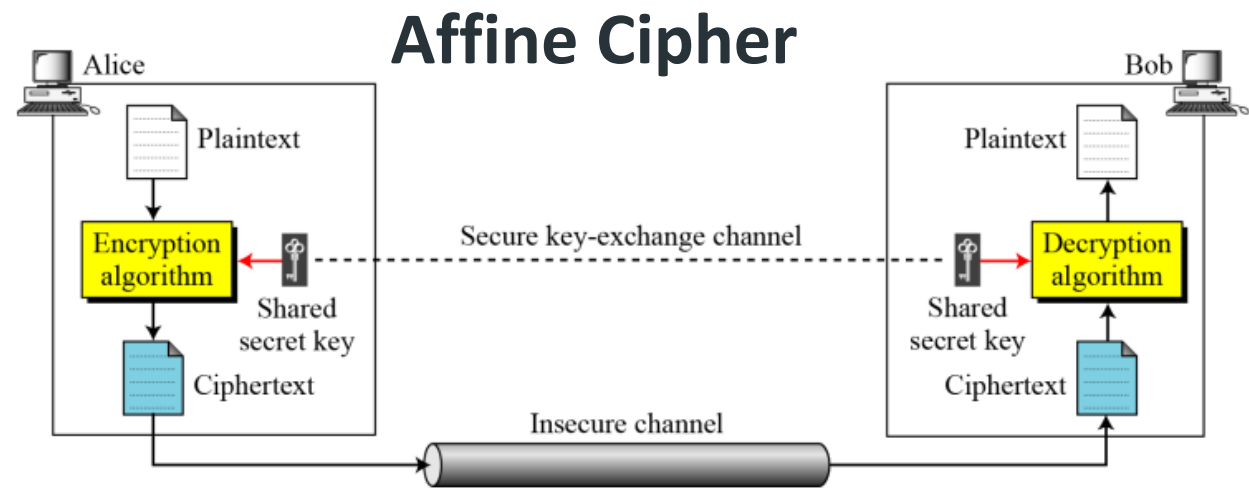 Affine Cipher
Alice
Bob
Plaintext
Plaintext
Encryption
algorithm
Secure key-exchange channel
Decryption
algorithm
Shared
secret key
Shared
secret key
Ciphertext
Ciphertext
Insecure channel